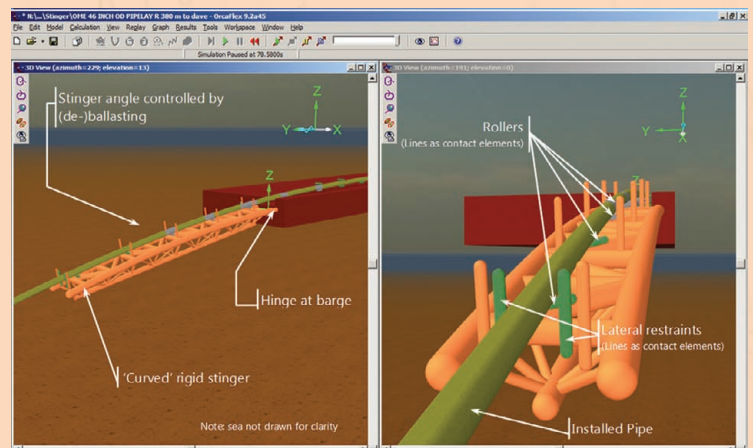 N:\...\Stinger\OME 46 INCH OD PIPELAY R 300 m to dave - OrcaFlex 9.2a45
File Edit Model Calculation View Replay Graph Results Tools Workspace Window Help
Simulation Paused at 78.5800s
3D View (azimuth=229; elevation=13)
Stinger angle controlled by
(de-)ballasting
Z
Y
X
Z
Hinge at barge
'Curved' rigid stinger
Note: sea not drawn for clarity
3D View (azimuth=191; elevation=0)
Rollers
(Lines as contact elements)
Z
Y
X
Z
Lateral restraints
(Lines as contact elements)
Installed Pipe